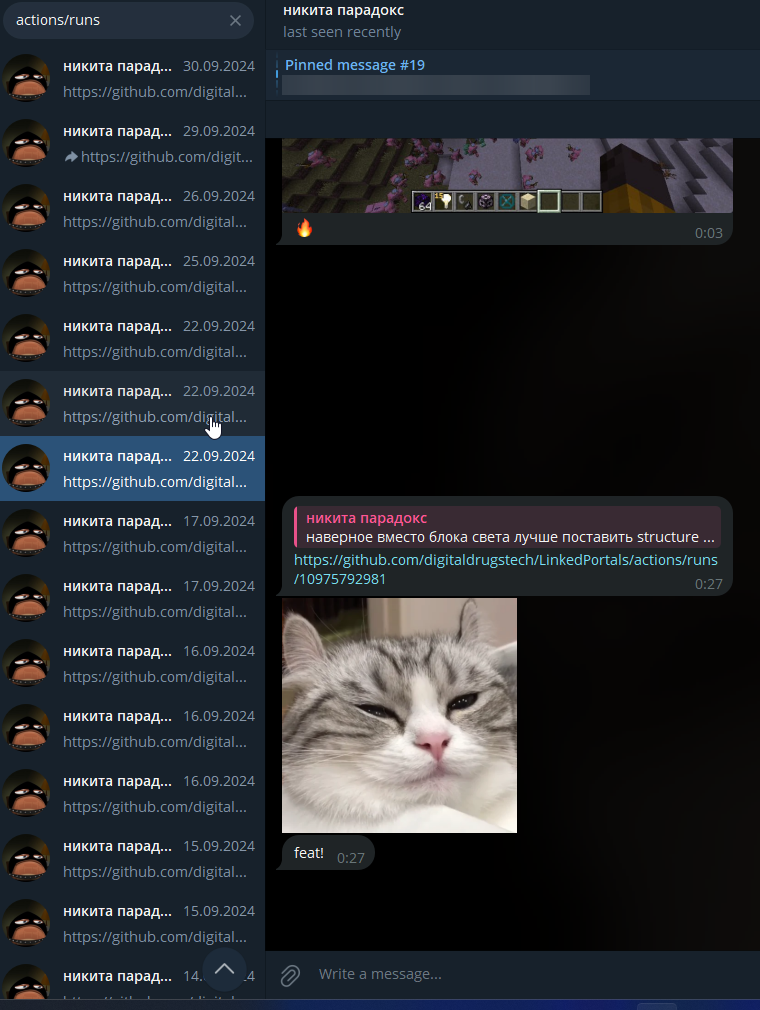 actions/runs
никита парад... 30.09.2024
https://github.com/digital...
никита парад... 29.09.2024
https://github.com/digit...
никита парад... 26.09.2024
https://github.com/digital...
никита парад... 25.09.2024
https://github.com/digital...
никита парад... 22.09.2024
https://github.com/digital...
никита парад... 22.09.2024
https://github.com/digital...
никита парад... 22.09.2024
https://github.com/digital...
никита парад... 17.09.2024
https://github.com/digital...
никита парад... 17.09.2024
https://github.com/digital...
никита парад... 16.09.2024
https://github.com/digital...
никита парад... 16.09.2024
https://github.com/digital...
никита парад... 16.09.2024
https://github.com/digital...
никита парад... 15.09.2024
https://github.com/digital...
никита парад... 15.09.2024
https://github.com/digital...
никита парад...
никита парадокс
last seen recently
Pinned message #19
64
0:03
никита парадокс
наверное вместо блока света лучше поставить structure ...
https://github.com/digitaldrugstech/LinkedPortals/actions/runs
/10975792981
0:27
feat! 0:27
Write a message...